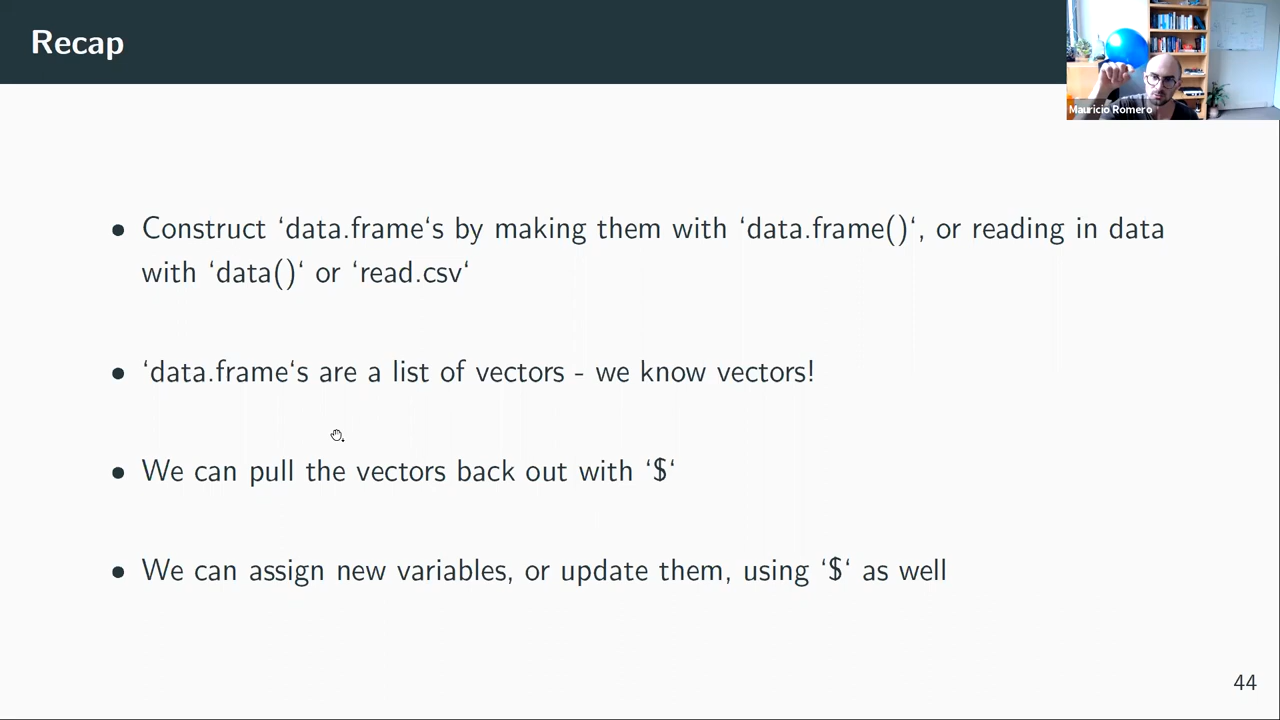 Recap
Mauricio Romero
• Construct ‘data.frame‘s by making them with ‘data.frame()‘, or reading in data
with ‘data()‘ or ‘read.csv‘
• ‘data.frame‘s are a list of vectors - we know vectors!
• We can pull the vectors back out with ‘$‘
• We can assign new variables, or update them, using ‘$‘ as well
44